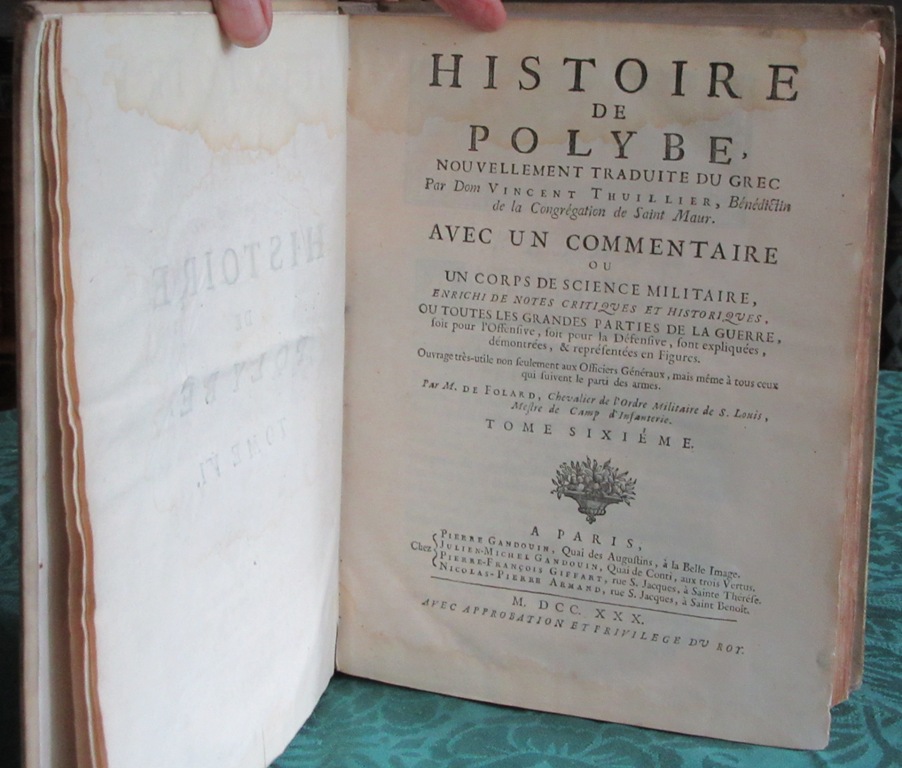 HISTOIRE
DE
POLYBE,
TOME VI.
HISTOIRE
DE
POLYBE,
NOUVELLEMENT TRADUITE DU GREC
Par Dom VINCENT THUILLIER, Bénédictin
de la Congrégation de Saint Maur.
AVEC UN COMMENTAIRE
OU
UN CORPS DE SCIENCE MILITAIRE,
ENRICHI DE NOTES CRITIQUES ET HISTORIQUES,
OU TOUTES LES GRANDES PARTIES DE LA GUERRE,
soit pour l'Offensive, soit pour la Défensive, sont expliquées,
démontrées, & représentées en Figures.
Ouvrage très-utile non seulement aux Officiers Généraux, mais même à tous ceux
qui suivent le parti des armes.
Par M. DE FOLARD, Chevalier de l'Ordre Militaire de S. Louis,
Mestre de Camp d'Infanterie.
TOME SIXIÉME.
A PARIS,
Chez
PIERRE GANDOUIN, Quai des Augustins, à la Belle Image.
JULIEN-MICHEL GANDOUIN, Quai de Conti, aux trois Vertus.
PIERRE-FRANÇOIS GIFFART, rue S. Jacques, à Sainte Therése.
NICOLAS-PIERRE ARMAND, rue S. Jacques, à Saint Benoît.
M. DCC. XXX.
AVEC APPROBATION ET PRIVILEGE DU ROY.